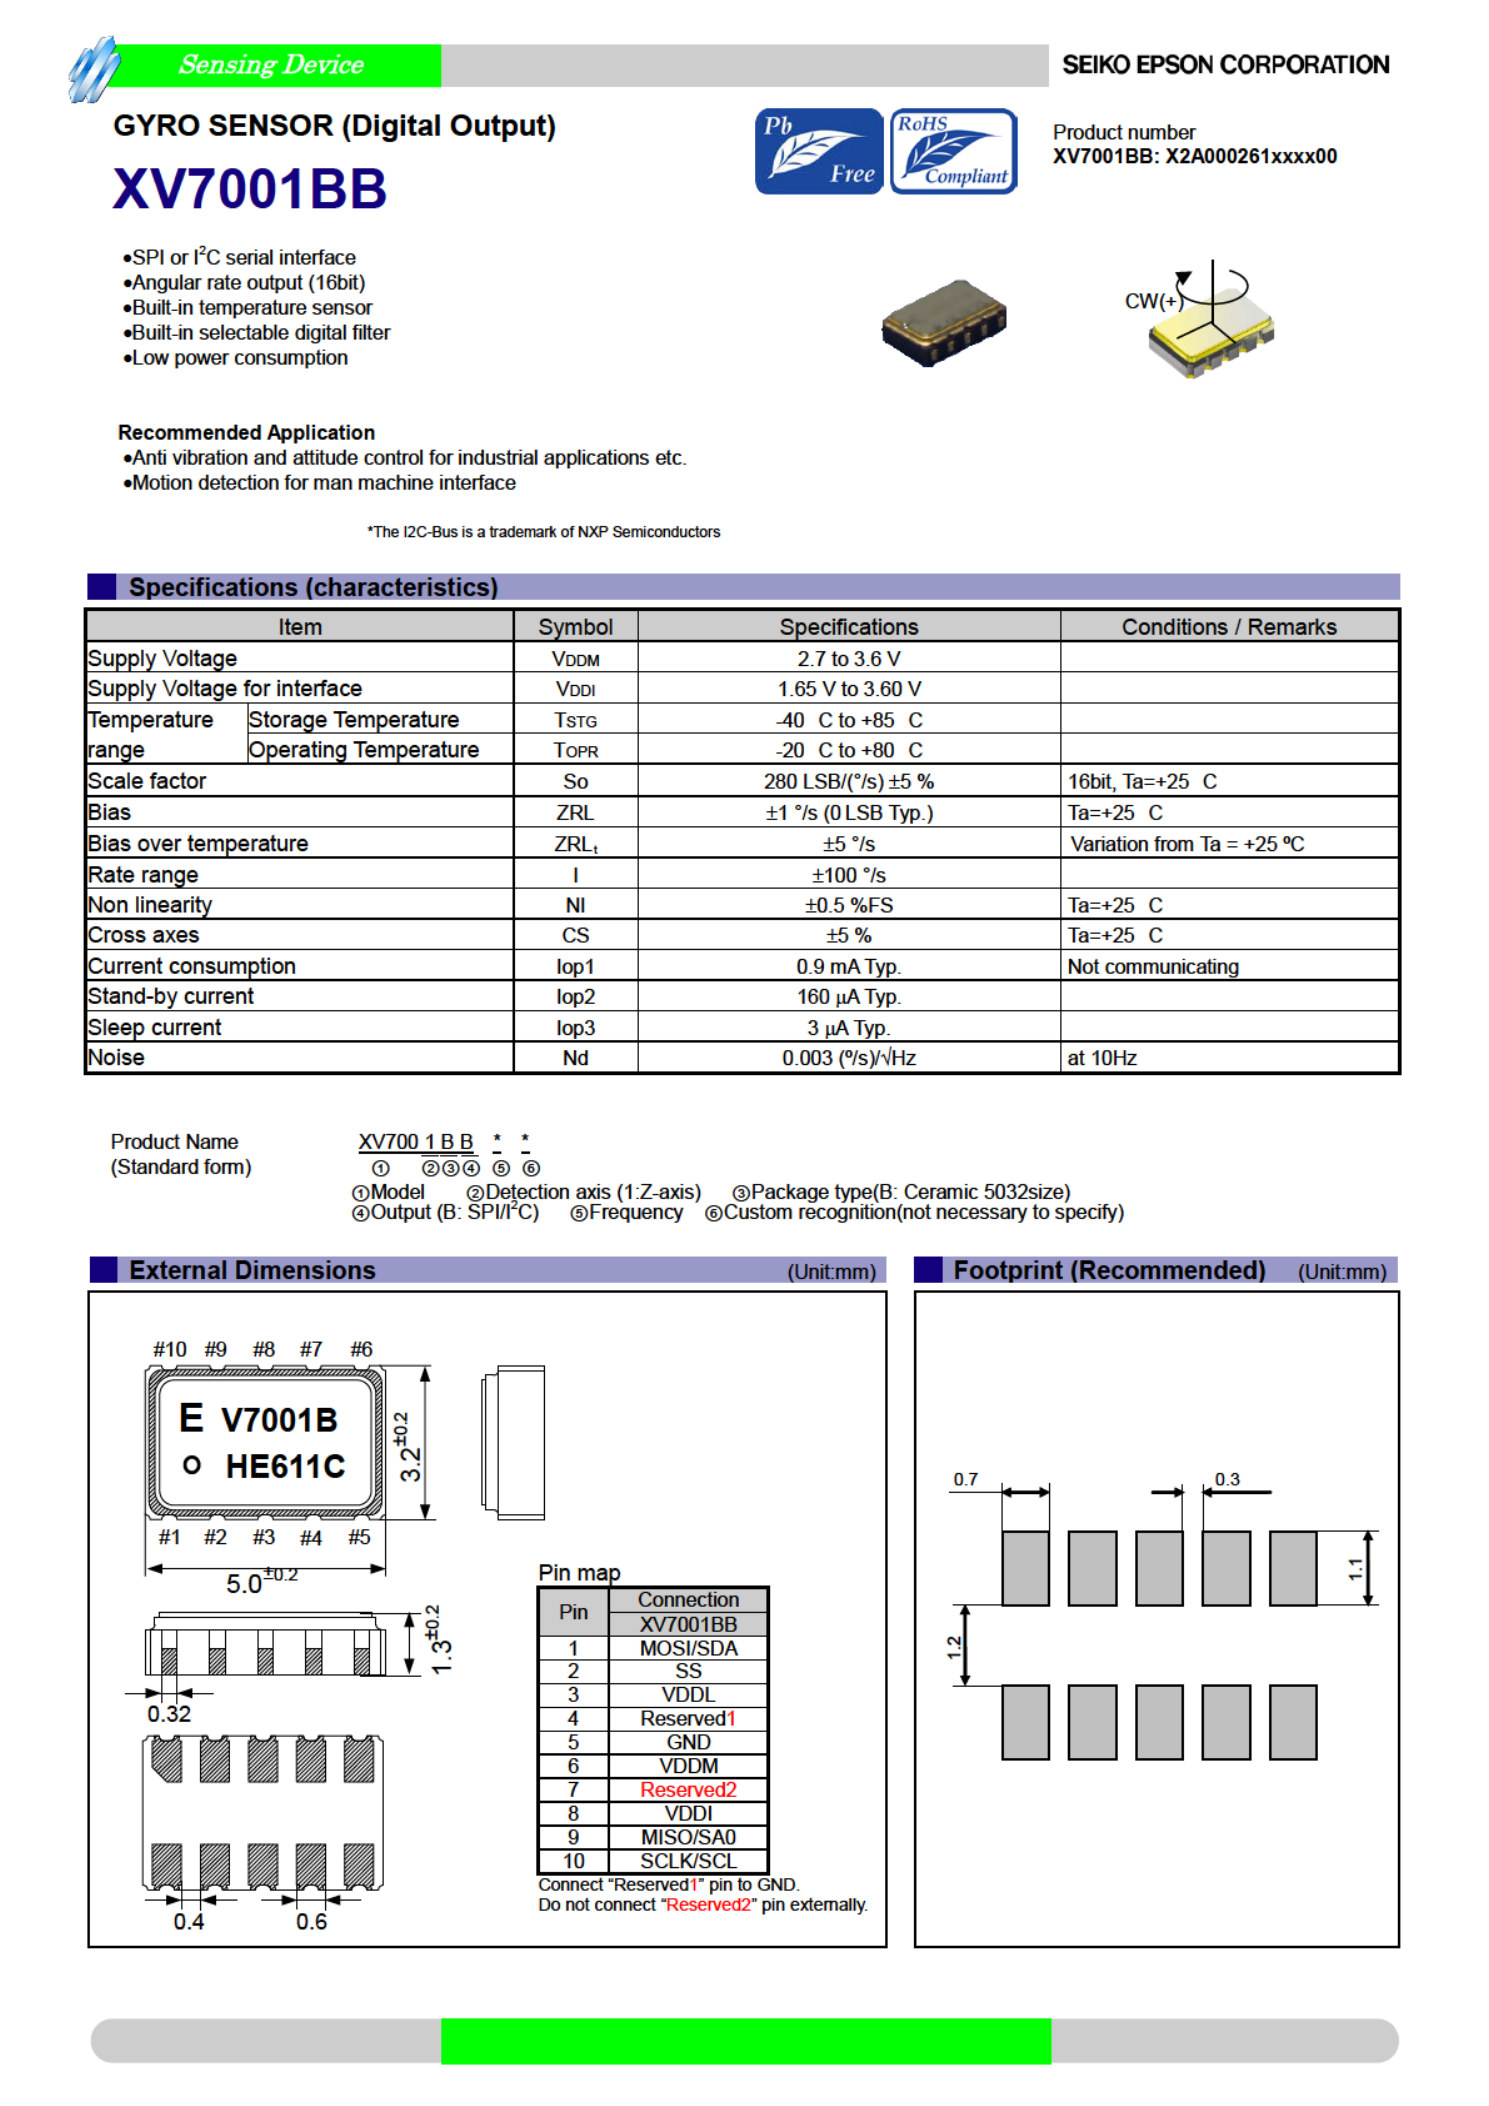 Sensing Device
SEIKO EPSON CORPORATION
GYRO SENSOR (Digital Output)
XV7001BB
Pb
Free
RoHS
Compliant
Product number
XV7001BB: X2A000261xxxx00
•SPI or I²C serial interface
•Angular rate output (16bit)
•Built-in temperature sensor
•Built-in selectable digital filter
•Low power consumption
CW(+)
Recommended Application
•Anti vibration and attitude control for industrial applications etc.
•Motion detection for man machine interface
*The I2C-Bus is a trademark of NXP Semiconductors
Specifications (characteristics)
Item Symbol Specifications Conditions / Remarks
Supply Voltage VDDM 2.7 to 3.6 V
Supply Voltage for interface VDDI 1.65 V to 3.60 V
Temperature range Storage Temperature TSTG -40 C to +85 C
Operating Temperature TOPR -20 C to +80 C
Scale factor So 280 LSB/(°/s) ±5 % 16bit, Ta=+25 C
Bias ZRL ±1 °/s (0 LSB Typ.) Ta=+25 C
Bias over temperature ZRLt ±5 °/s Variation from Ta = +25 ºC
Rate range I ±100 °/s
Non linearity Nl ±0.5 %FS Ta=+25 C
Cross axes CS ±5 % Ta=+25 C
Current consumption Iop1 0.9 mA Typ. Not communicating
Stand-by current Iop2 160 µA Typ.
Sleep current Iop3 3 µA Typ.
Noise Nd 0.003 (º/s)/√Hz at 10Hz
Product Name XV700 1 B B * *
(Standard form) ① ②③④ ⑤ ⑥
①Model ②Detection axis (1:Z-axis) ③Package type(B: Ceramic 5032size)
④Output (B: SPI/I²C) ⑤Frequency ⑥Custom recognition(not necessary to specify)
External Dimensions (Unit:mm)
#10 #9 #8 #7 #6
E V7001B
HE611C
3.2±0.2
#1 #2 #3 #4 #5
5.0±0.2
1.3±0.2
0.32
0.4 0.6
Pin map
Pin Connection
XV7001BB
1 MOSI/SDA
2 SS
3 VDDL
4 Reserved1
5 GND
6 VDDM
7 Reserved2
8 VDDI
9 MISO/SA0
10 SCLK/SCL
Connect “Reserved1” pin to GND.
Do not connect “Reserved2” pin externally.
Footprint (Recommended) (Unit:mm)
0.7 0.3
1.1
1.2